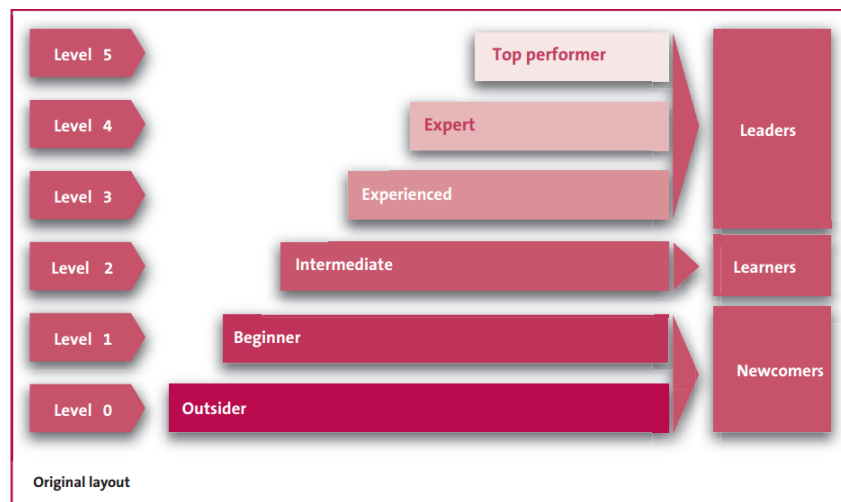 Level 5
Top performer
Level 4
Expert
Leaders
Level 3
Experienced
Level 2
Intermediate
Learners
Level 1
Beginner
Newcomers
Level 0
Outsider
Original layout